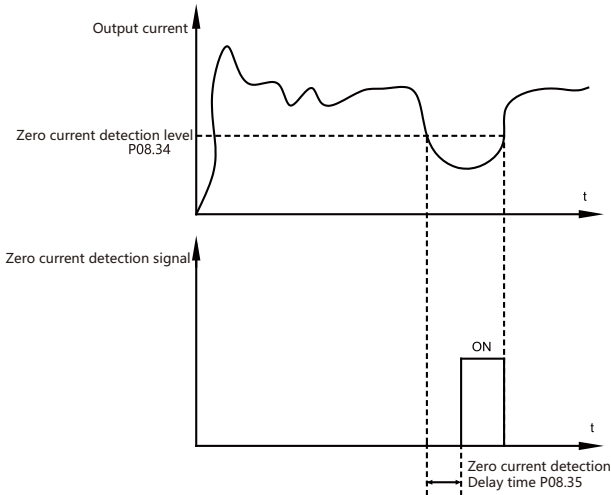 Output current
Zero current detection level
P08.34
t
Zero current detection signal
ON
t
Zero current detection
Delay time P08.35